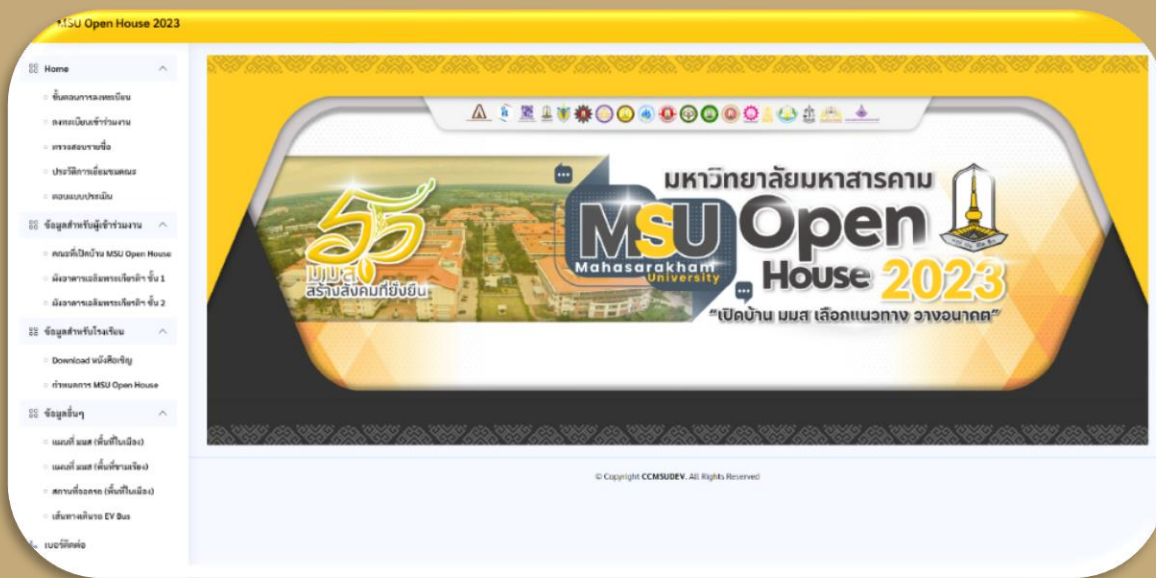 MSU Open House 2023
Home
ขั้นตอนการลงทะเบียน
ลงทะเบียนเข้าร่วมงาน
ตรวจสอบรายชื่อ
ประวัติการเยี่ยมชมคณะ
ตอบแบบประเมิน
ข้อมูลสำหรับผู้เข้าร่วมงาน
คณะที่เปิดบ้าน MSU Open House
ผังอาคารเฉลิมพระเกียรติฯ ชั้น 1
ผังอาคารเฉลิมพระเกียรติฯ ชั้น 2
ข้อมูลสำหรับโรงเรียน
Download หนังสือเชิญ
กำหนดการ MSU Open House
ข้อมูลอื่นๆ
แผนที่ มมส (พื้นที่ในเมือง)
แผนที่ มมส (พื้นที่ขามเรียง)
สถานที่จอดรถ (พื้นที่ในเมือง)
เส้นทางเดินรถ EV Bus
เบอร์ติดต่อ
55
มมส
สร้างสังคมที่ยั่งยืน
มหาวิทยาลัยมหาสารคาม
MSU Open
Mahasarakham
University
House 2023
“เปิดบ้าน มมส เลือกแนวทาง วางอนาคต”
© Copyright CCMSUDEV. All Rights Reserved